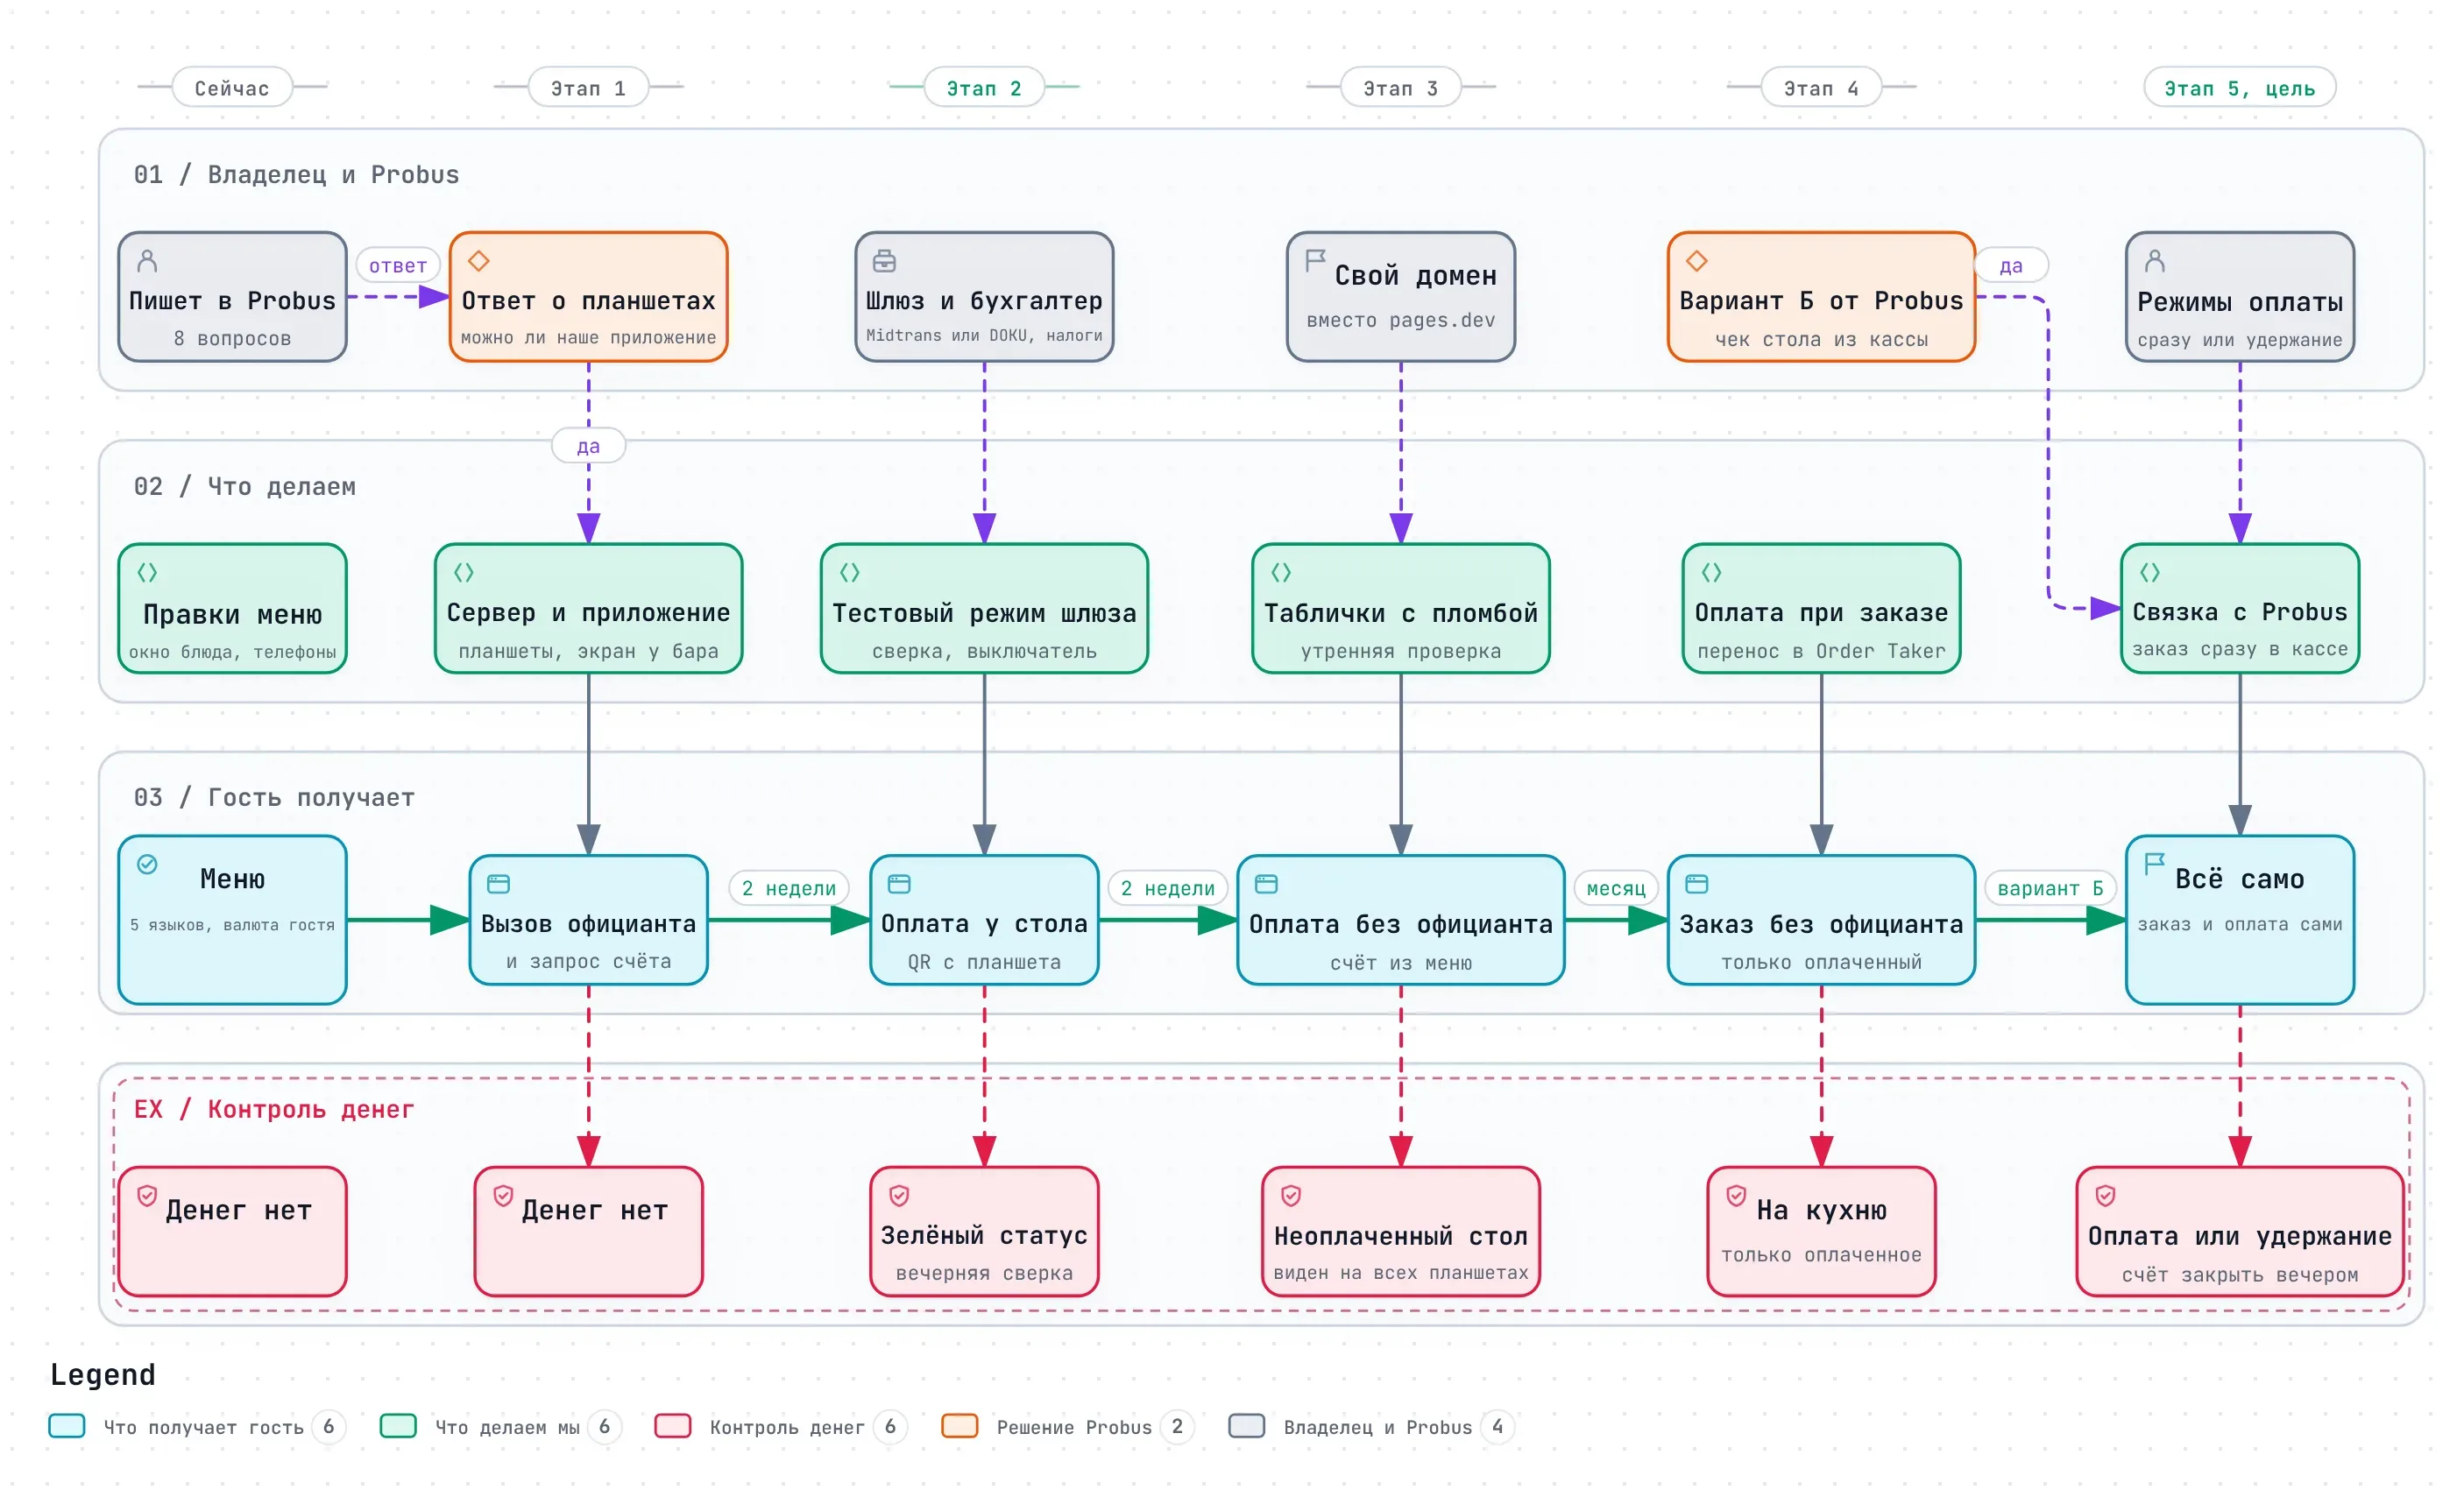 Сейчас
Этап 1
Этап 2
Этап 3
Этап 4
Этап 5, цель
01 / Владелец и Probus
Пишет в Probus
8 вопросов
ответ
Ответ о планшетах
можно ли наше приложение
Шлюз и бухгалтер
Midtrans или DOKU, налоги
Свой домен
вместо pages.dev
Вариант Б от Probus
чек стола из кассы
да
Режимы оплаты
сразу или удержание
да
02 / Что делаем
Правки меню
окно блюда, телефоны
Сервер и приложение
планшеты, экран у бара
Тестовый режим шлюза
сверка, выключатель
Таблички с пломбой
утренняя проверка
Оплата при заказе
перенос в Order Taker
Связка с Probus
заказ сразу в кассе
03 / Гость получает
Меню
5 языков, валюта гостя
Вызов официанта
и запрос счёта
2 недели
Оплата у стола
QR с планшета
2 недели
Оплата без официанта
счёт из меню
месяц
Заказ без официанта
только оплаченный
вариант Б
Всё само
заказ и оплата сами
EX / Контроль денег
Денег нет
Денег нет
Зелёный статус
вечерняя сверка
Неоплаченный стол
виден на всех планшетах
На кухню
только оплаченное
Оплата или удержание
счёт закрыть вечером
Legend
Что получает гость 6
Что делаем мы 6
Контроль денег 6
Решение Probus 2
Владелец и Probus 4